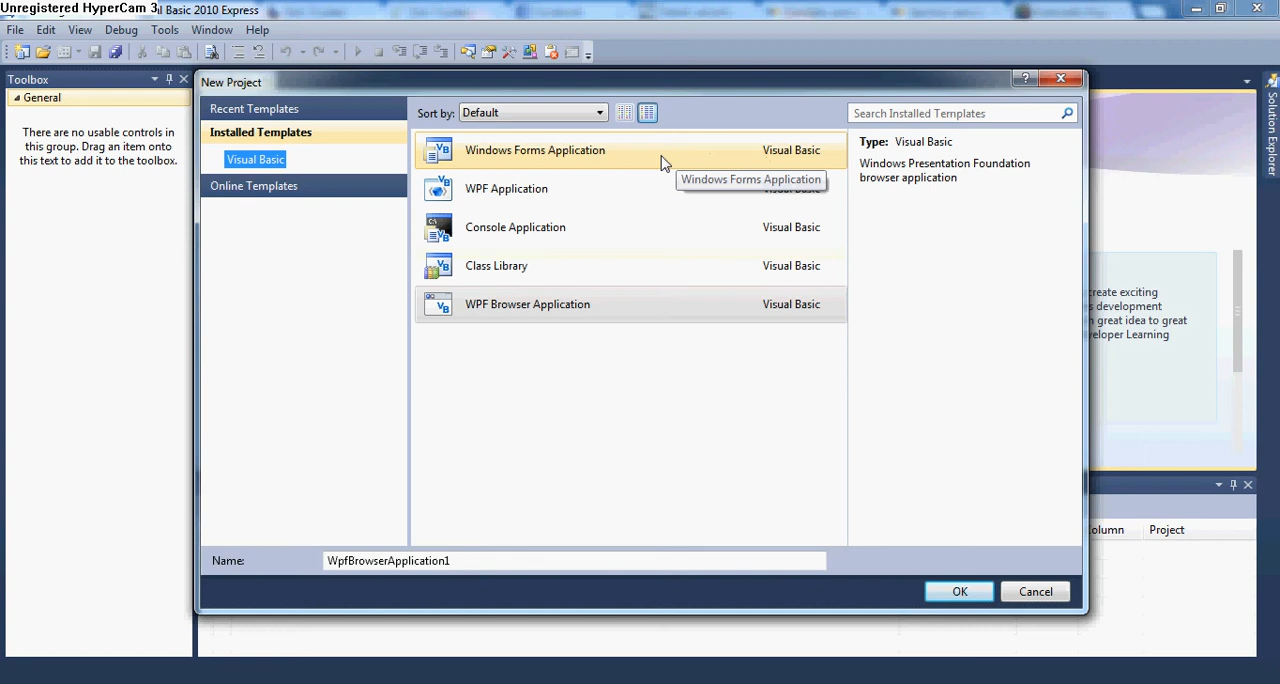 Unregistered HyperCam 3
al Basic 2010 Express
File Edit View Debug Tools Window Help
Toolbox
General
There are no usable controls in
this group. Drag an item onto
this text to add it to the toolbox.
New Project
Recent Templates
Installed Templates
Visual Basic
Online Templates
Sort by: Default
Search Installed Templates
Windows Forms Application Visual Basic
Windows Forms Application
WPF Application Visual Basic
Console Application Visual Basic
Class Library Visual Basic
WPF Browser Application Visual Basic
Type: Visual Basic
Windows Presentation Foundation
browser application
Name: WpfBrowserApplication1
OK Cancel
Solution Explorer
create exciting
s development
great idea to great
veloper Learning
olumn Project